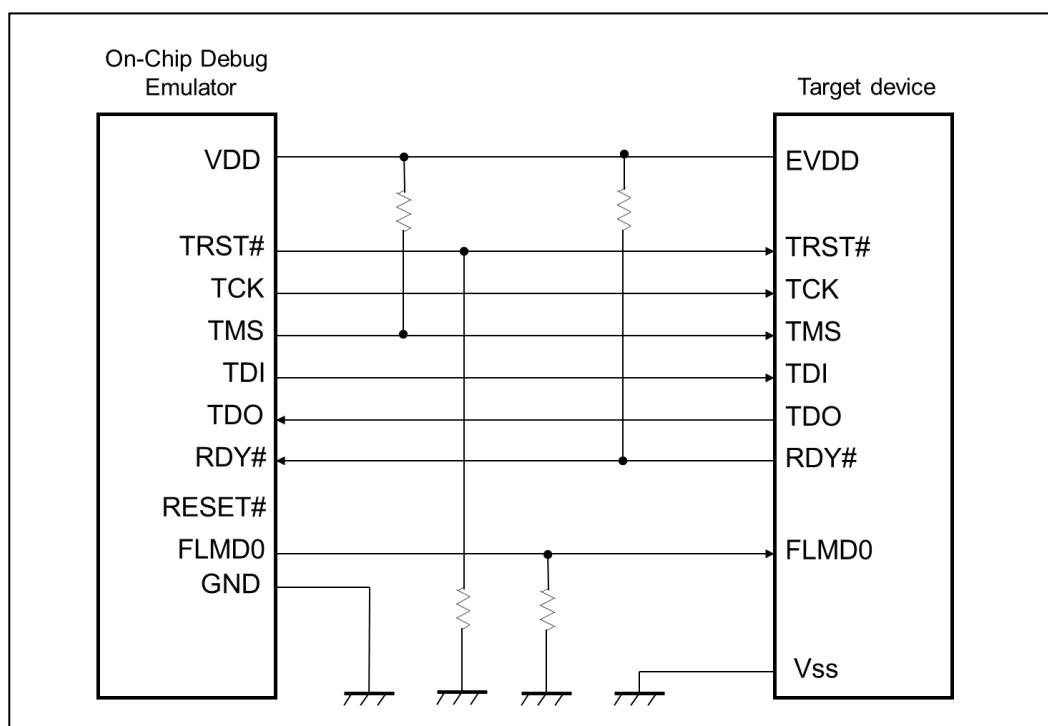 On-Chip Debug
Emulator
Target device
VDD
EVDD
TRST#
TRST#
TCK
TCK
TMS
TMS
TDI
TDI
TDO
TDO
RDY#
RDY#
RESET#
FLMD0
FLMD0
GND
Vss